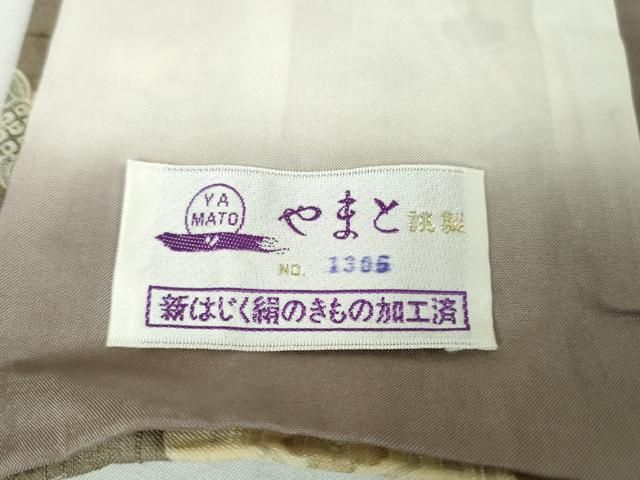 YA
MATO
やまと 謹製
NO. 1385
新はじく絹のきもの加工済